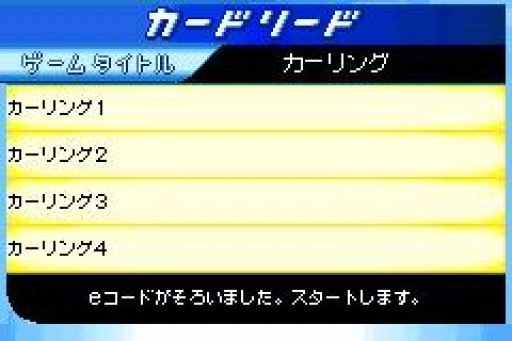 カードリード
ゲームタイトル カーリング
カーリング1
カーリング2
カーリング3
カーリング4
eコードがそろいました。スタートします。